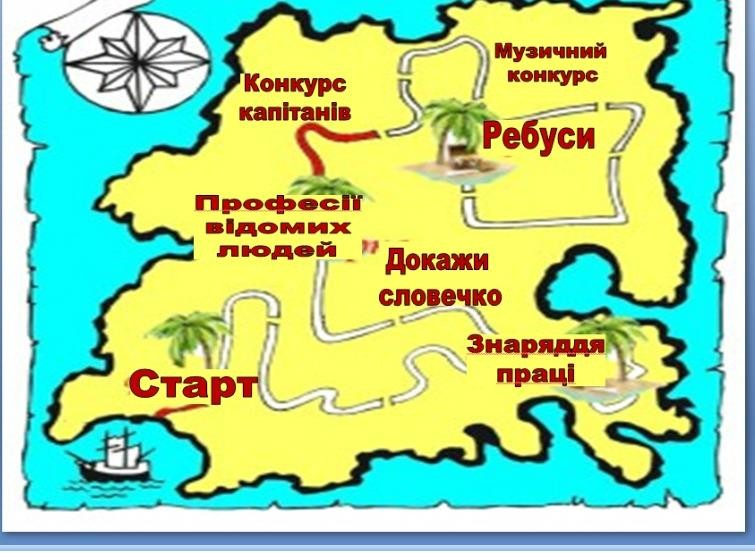 Музичний
конкурс
Конкурс
капітанів
Ребуси
Професії
відомих
людей
Докажи
словечко
Знаряддя
праці
Старт